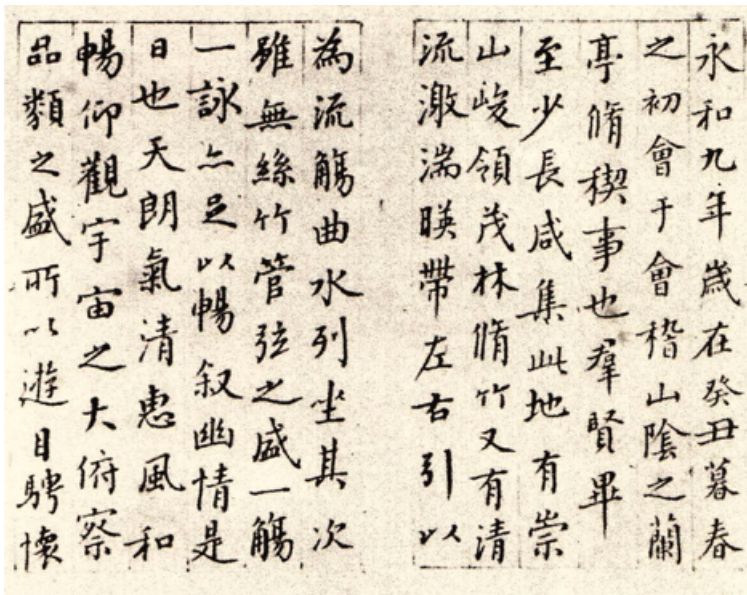 永和九年歲在癸丑暮春
之初會于會稽山陰之蘭
亭脩稧事也羣賢畢
至少長咸集此地有崇
山峻領茂林脩竹又有清
流激湍暎帶左右引以
為流觴曲水列坐其次
雖無絲竹管弦之盛一觴
一詠亦足以暢叙幽情是
日也天朗氣清惠風和
暢仰觀宇宙之大俯察
品類之盛所以遊目騁懷